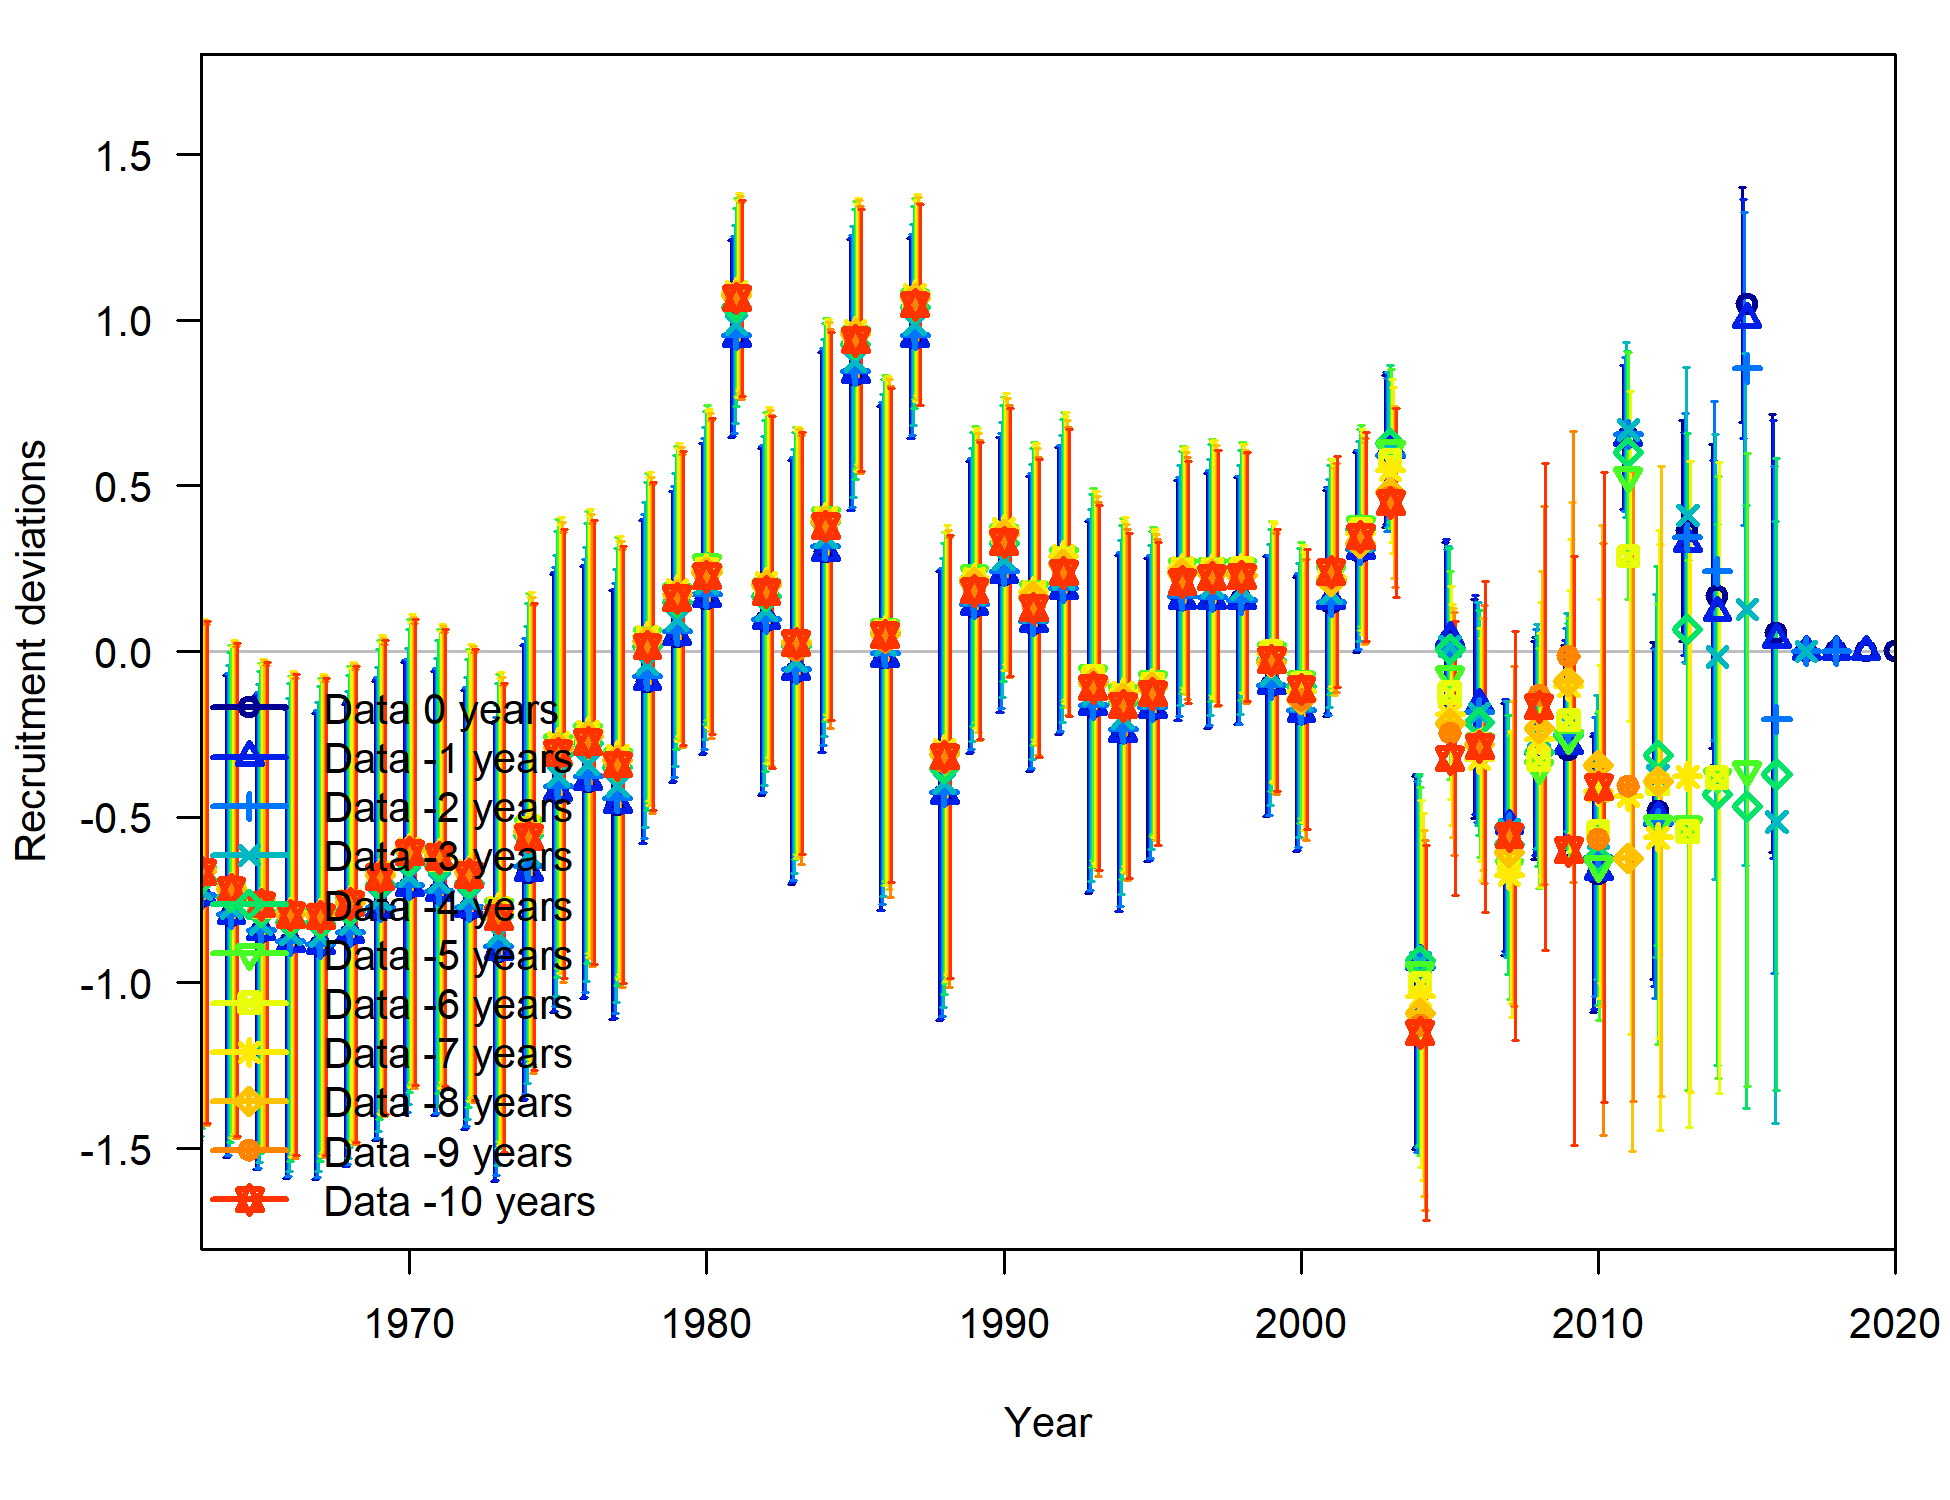 Recruitment deviations
1.5
1.0
0.5
0.0
-0.5
-1.0
-1.5
Data 0 years
Data -1 years
Data -2 years
Data -3 years
Data -4 years
Data -5 years
Data -6 years
Data -7 years
Data -8 years
Data -9 years
Data -10 years
1970 1980 1990 2000 2010 2020
Year